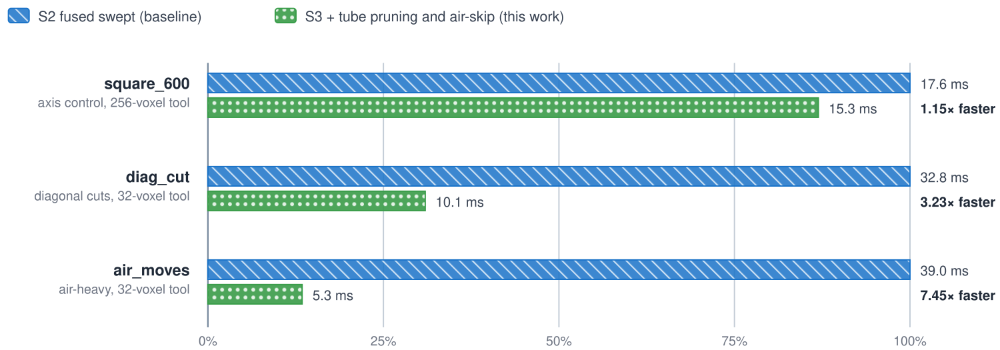 S2 fused swept (baseline)
S3 + tube pruning and air-skip (this work)
square_600
axis control, 256-voxel tool
17.6 ms
15.3 ms
1.15× faster
diag_cut
diagonal cuts, 32-voxel tool
32.8 ms
10.1 ms
3.23× faster
air_moves
air-heavy, 32-voxel tool
39.0 ms
5.3 ms
7.45× faster
0%
25%
50%
75%
100%